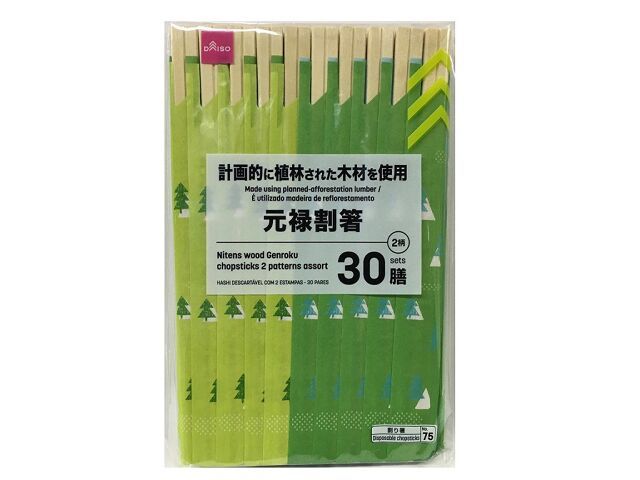 DAISO
計画的に植林された木材を使用
Made using planned-afforestation lumber /
É utilizado madeira de reflorestamento
元禄割箸
2柄
Nitens wood Genroku
chopsticks 2 patterns assort
30 sets 膳
HASHI DESCARTÁVEL COM 2 ESTAMPAS - 30 PARES
割り箸
Disposable chopsticks
No.
75